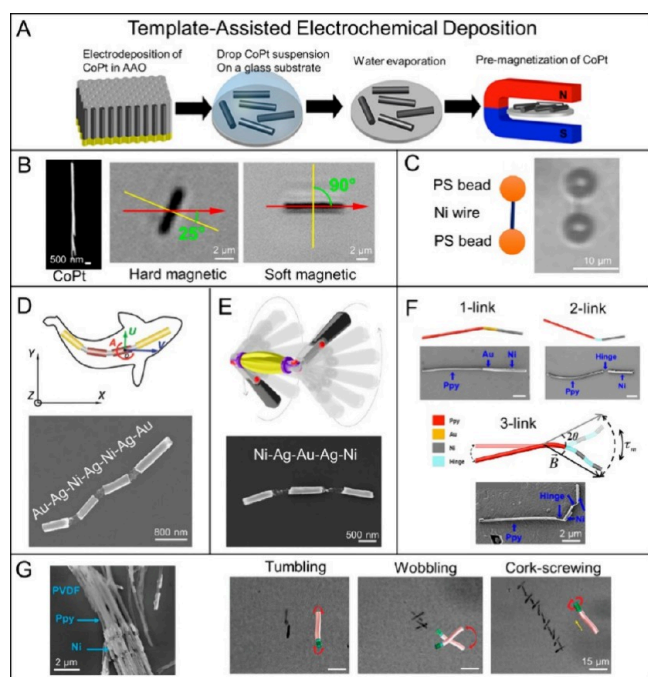 A
Template-Assisted Electrochemical Deposition
Electrodeposition of
CoPt in AAO
Drop CoPt suspension
On a glass substrate
Water evaporation
Pre-magnetization of CoPt
S
B
500 nm
CoPt
25°
2 µm
Hard magnetic
90°
2 µm
Soft magnetic
C
PS bead
Ni wire
PS bead
10 µm
D
Y
Z
X
A
U
V
Au-Ag-Ni-Ag-Ni-Ag-Au
800 nm
E
Ni-Ag-Au-Ag-Ni
500 nm
F
1-link
2-link
Au
Ni
Ppy
Hinge
Ppy
Ni
3-link
Ppy
Au
Ni
Hinge
2θ
B
τm
Hinge
Ni
Ppy
2 µm
G
PVDF
Ppy
Ni
2 µm
Tumbling
Wobbling
Cork-screwing
15 µm